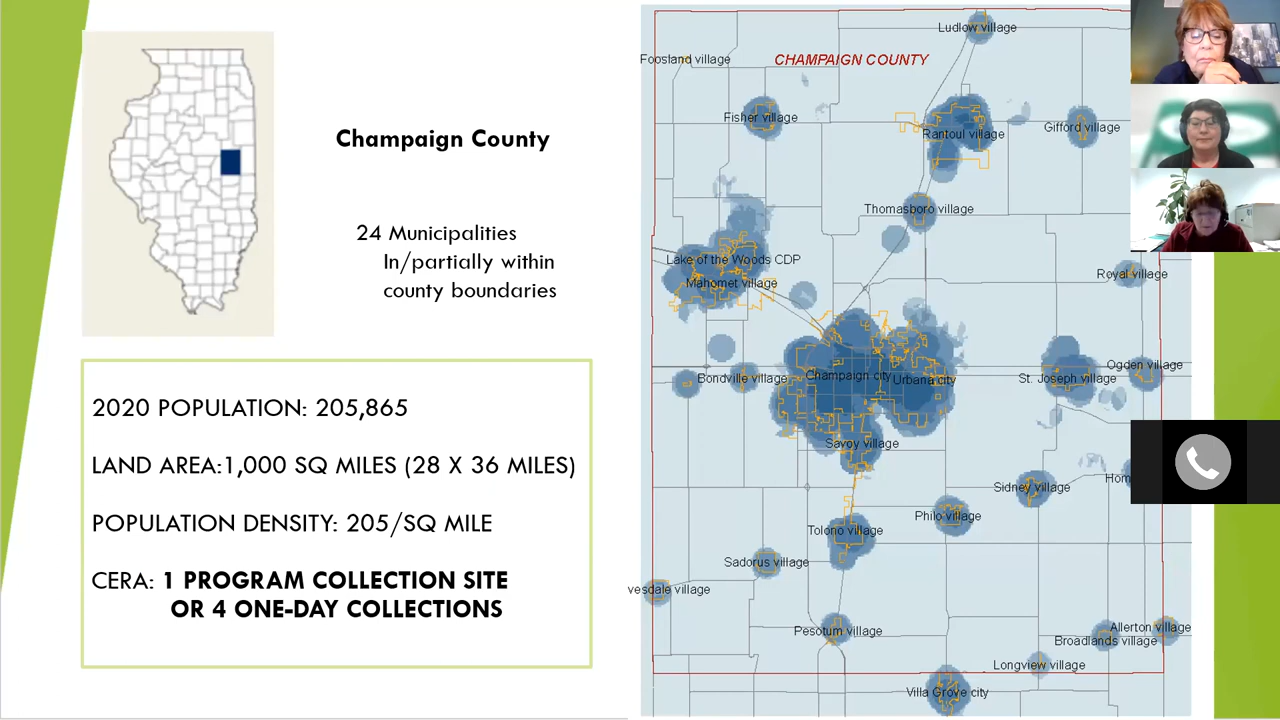 Champaign County
24 Municipalities
In/partially within
county boundaries
2020 POPULATION: 205,865
LAND AREA:1,000 SQ MILES (28 X 36 MILES)
POPULATION DENSITY: 205/SQ MILE
CERA: 1 PROGRAM COLLECTION SITE
OR 4 ONE-DAY COLLECTIONS
Ludlow village
Foosland village
CHAMPAIGN COUNTY
Fisher village
Rantoul village
Gifford village
Thomasboro village
Lake of the Woods CDP
Mahomet village
Royal village
Bondville village
Champaign city
Urbana city
St. Joseph village
Ogden village
Savoy village
Sidney village
Hom
Philo village
Tolono village
Sadorus village
vesdale village
Pesotum village
Allerton village
Broadlands village
Longview village
Villa Grove city